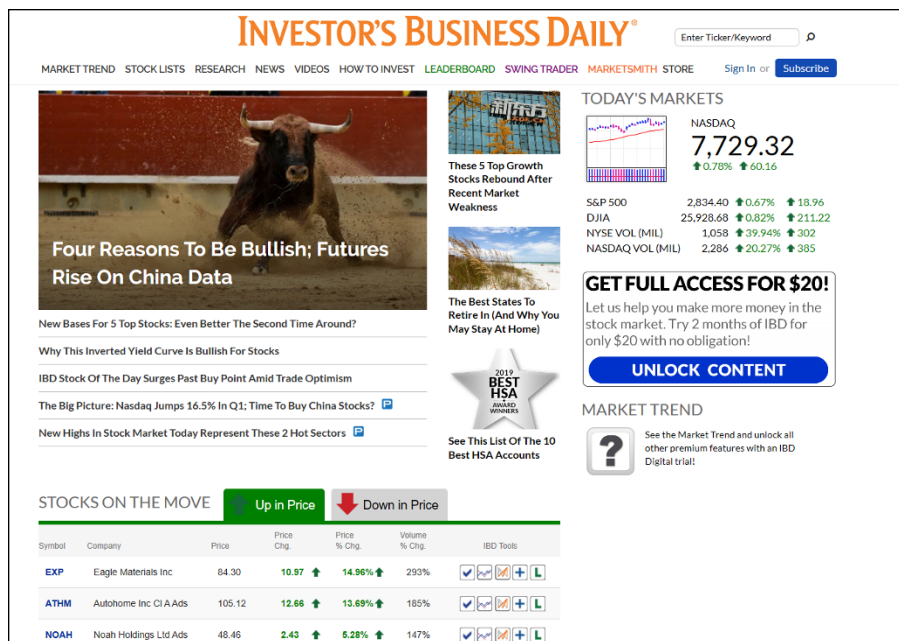 INVESTOR'S BUSINESS DAILY®
Enter Ticker/Keyword
MARKET TREND STOCK LISTS RESEARCH NEWS VIDEOS HOW TO INVEST LEADERBOARD SWING TRADER MARKETSMITH STORE Sign In or Subscribe
Four Reasons To Be Bullish; Futures
Rise On China Data
New Bases For 5 Top Stocks: Even Better The Second Time Around?
Why This Inverted Yield Curve Is Bullish For Stocks
IBD Stock Of The Day Surges Past Buy Point Amid Trade Optimism
The Big Picture: Nasdaq Jumps 16.5% In Q1; Time To Buy China Stocks? P
New Highs In Stock Market Today Represent These 2 Hot Sectors P
These 5 Top Growth
Stocks Rebound After
Recent Market
Weakness
The Best States To
Retire In (And Why You
May Stay At Home)
2019
BEST
HSA
AWARD
WINNERS
See This List Of The 10
Best HSA Accounts
TODAY'S MARKETS
NASDAQ
7,729.32
0.78% 60.16
S&P 500 2,834.40 0.67% 18.96
DJIA 25,928.68 0.82% 211.22
NYSE VOL (MIL) 1,058 39.94% 302
NASDAQ VOL (MIL) 2,286 20.27% 385
GET FULL ACCESS FOR $20!
Let us help you make more money in the
stock market. Try 2 months of IBD for
only $20 with no obligation!
UNLOCK CONTENT
MARKET TREND
?
See the Market Trend and unlock all
other premium features with an IBD
Digital trial!
STOCKS ON THE MOVE Up in Price Down in Price
Symbol Company Price Price Chg. Price % Chg. Volume % Chg. IBD Tools
EXP Eagle Materials Inc 84.30 10.97 14.96% 293% L
ATHM Autohome Inc Cl A Ads 105.12 12.66 13.69% 185% L
NOAH Noah Holdings Ltd Ads 48.46 2.43 5.28% 147% L